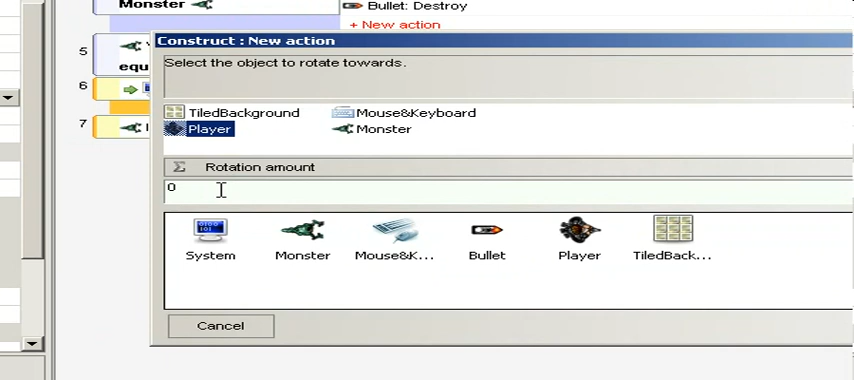 Monster
Bullet: Destroy
+ New action
5
equ
6
7
Construct : New action
Select the object to rotate towards.
TiledBackground Mouse&Keyboard
Player Monster
Σ Rotation amount
0
System Monster Mouse&K... Bullet Player TiledBack...
Cancel